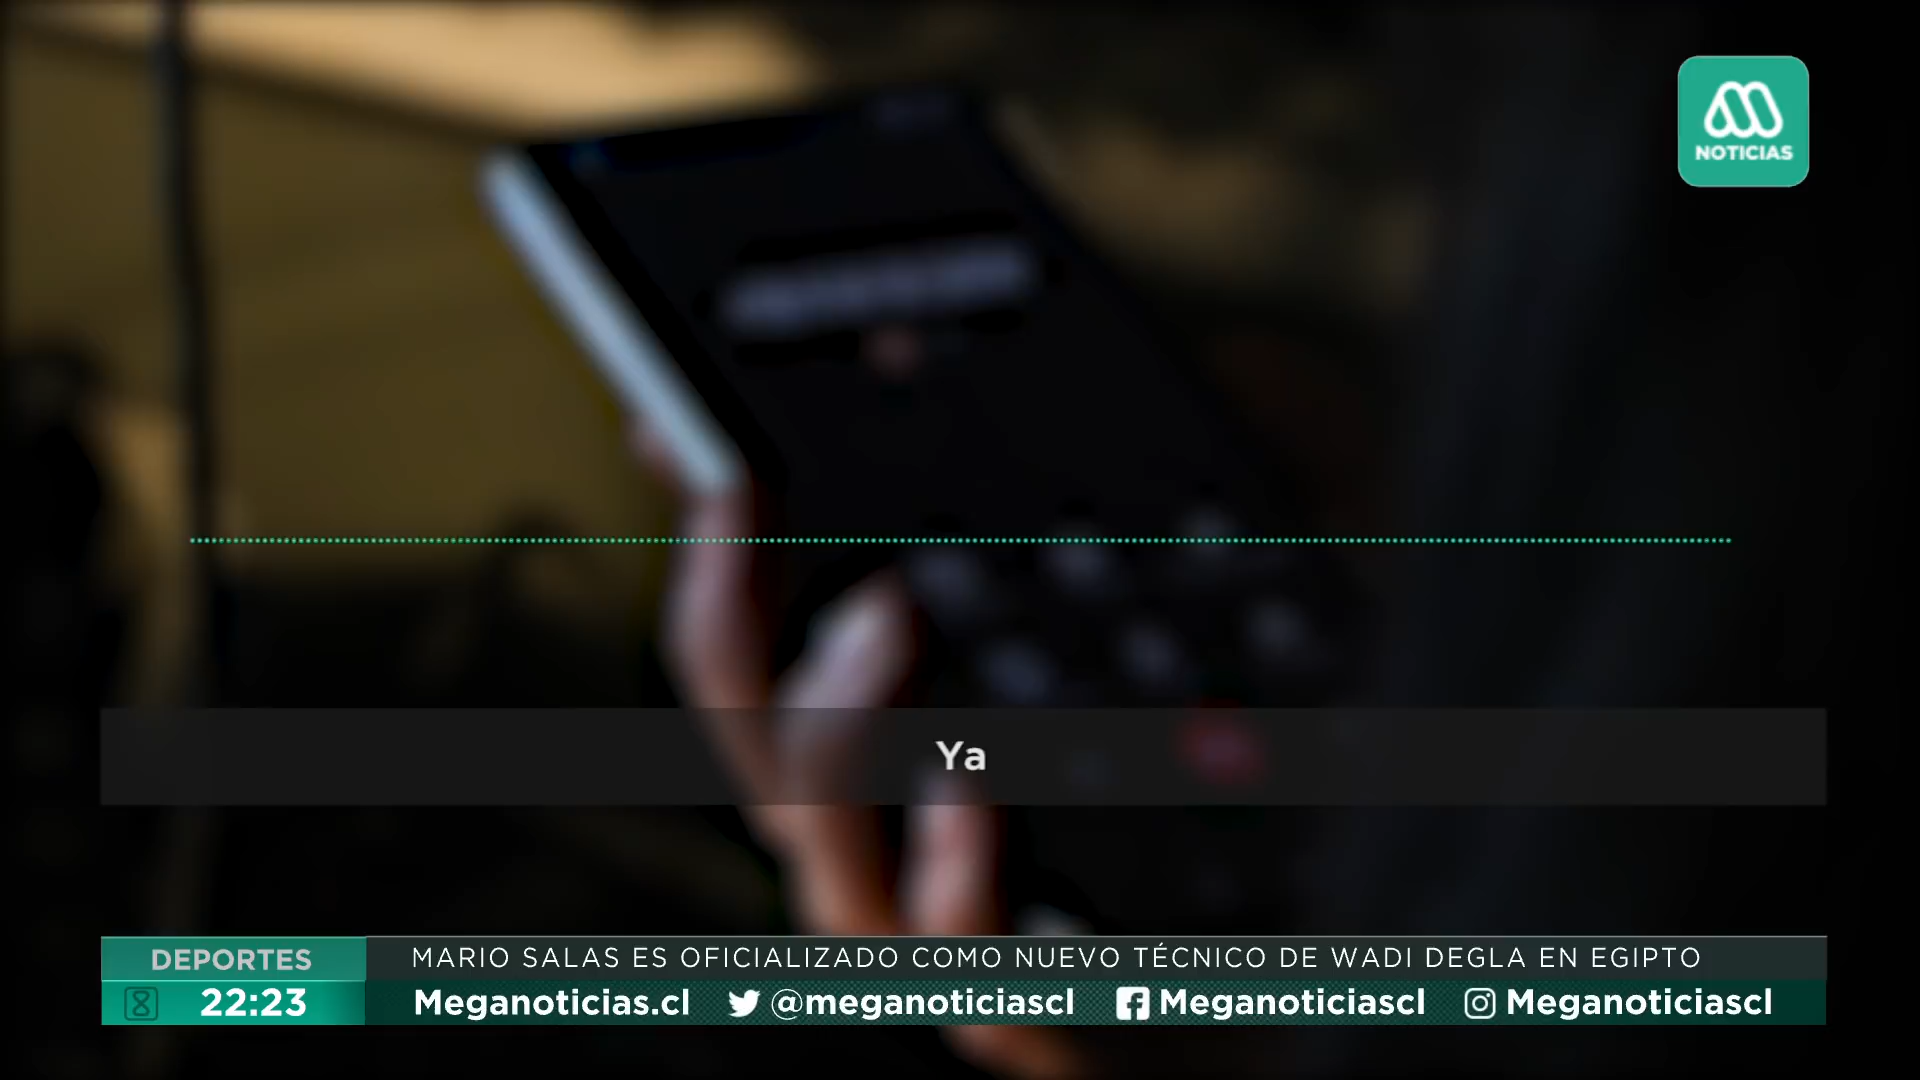 NOTICIAS
Ya
DEPORTES
MARIO SALAS ES OFICIALIZADO COMO NUEVO TÉCNICO DE WADI DEGLA EN EGIPTO
22:23
Meganoticias.cl @meganoticiascl Meganoticiascl Meganoticiascl